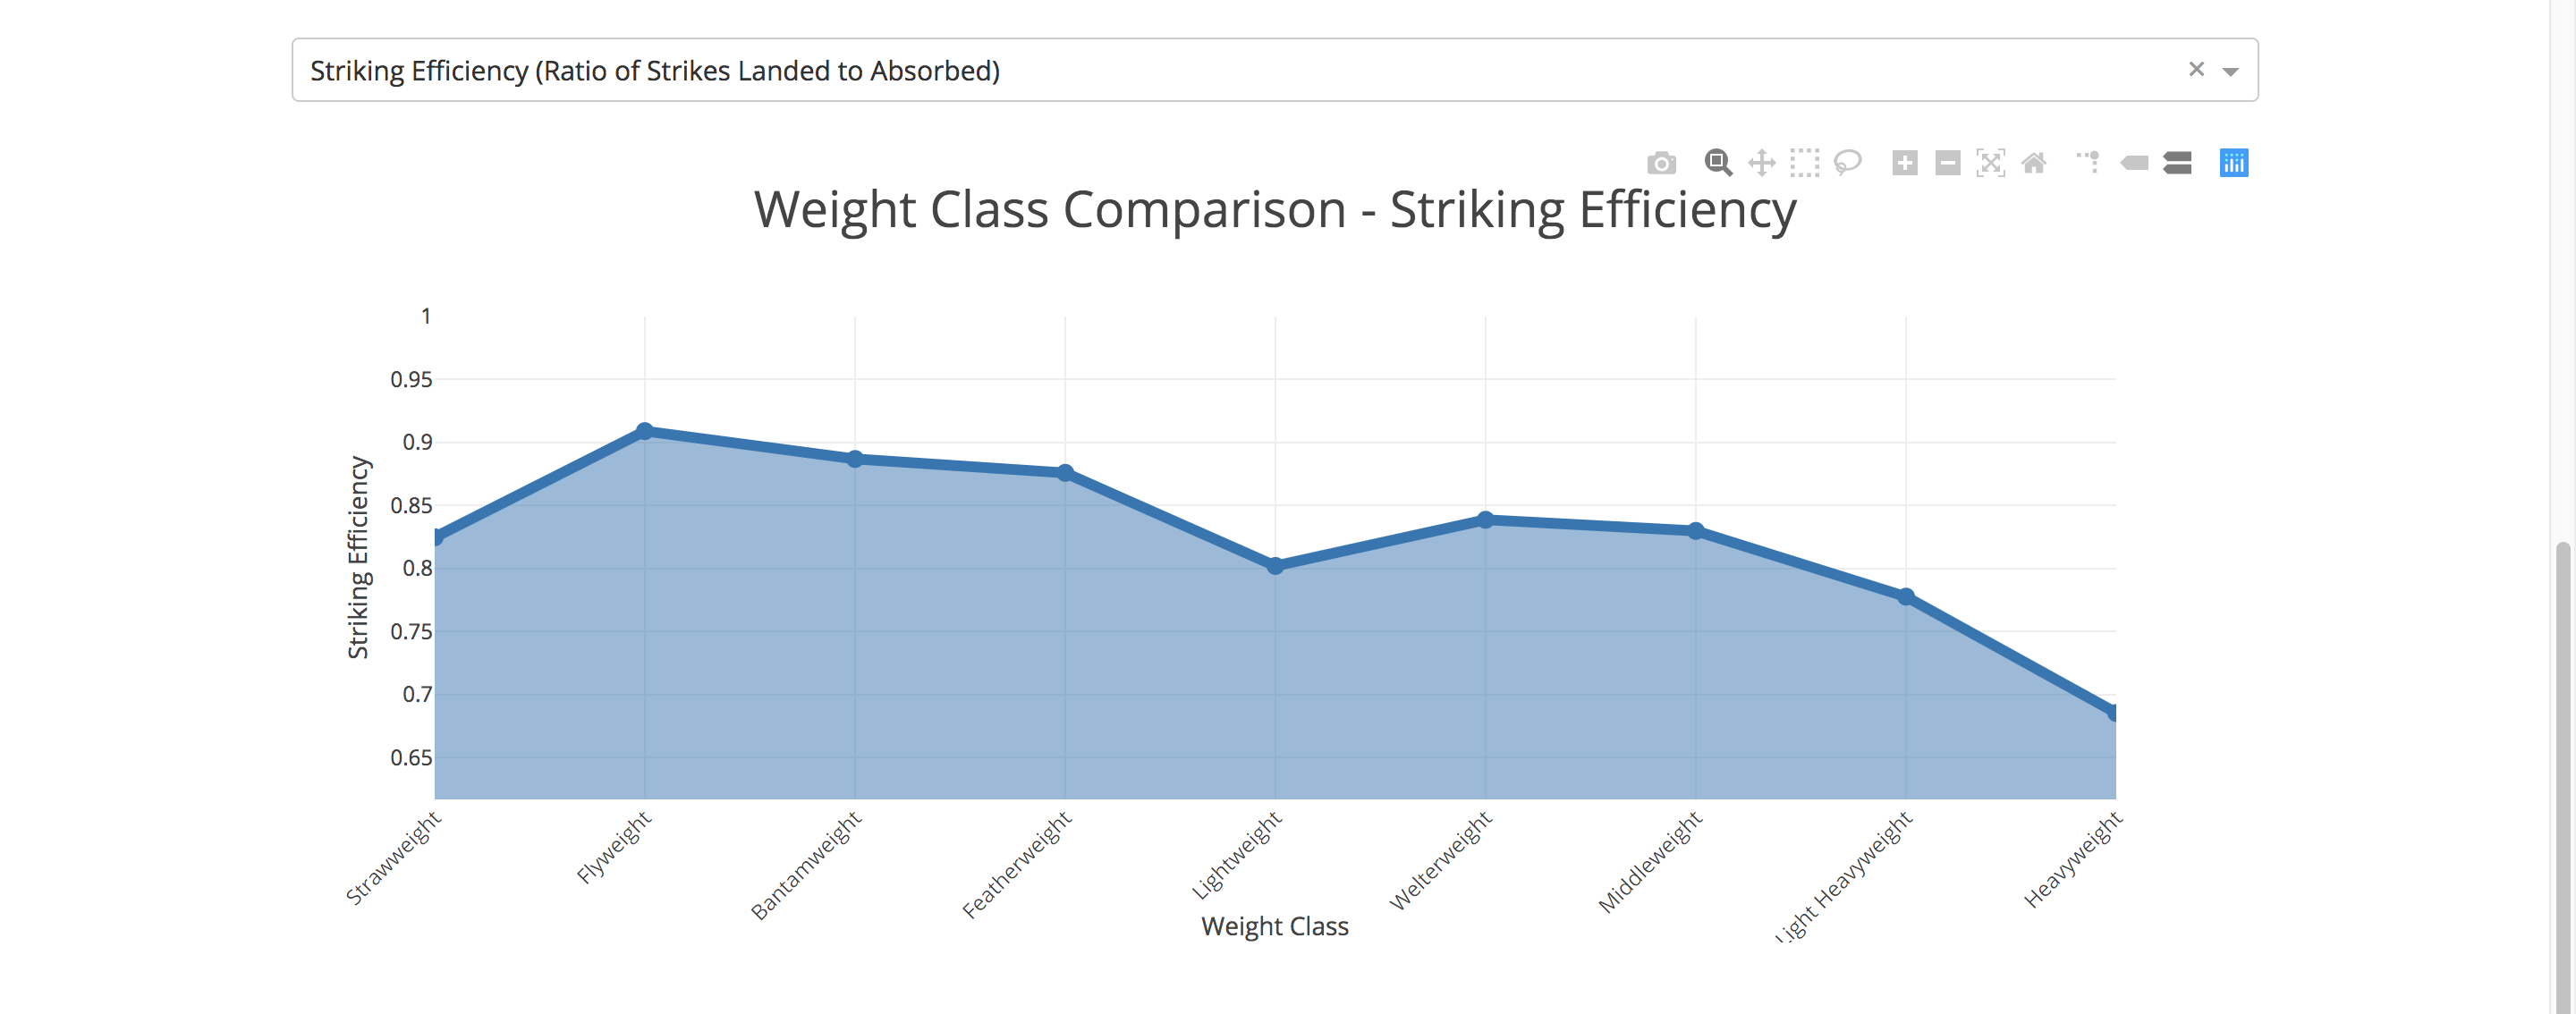 Striking Efficiency (Ratio of Strikes Landed to Absorbed)
Weight Class Comparison - Striking Efficiency
1
0.95
0.9
0.85
0.8
0.75
0.7
0.65
Striking Efficiency
Strawweight
Flyweight
Bantamweight
Featherweight
Lightweight
Welterweight
Middleweight
Light Heavyweight
Heavyweight
Weight Class